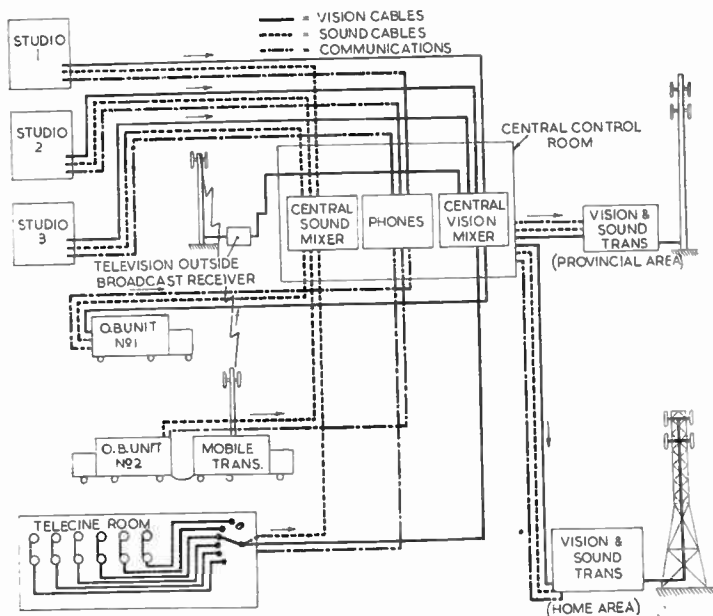 = VISION CABLES
= SOUND CABLES
= COMMUNICATIONS
STUDIO
1
STUDIO
2
STUDIO
3
CENTRAL CONTROL
ROOM
CENTRAL
SOUND
MIXER
PHONES
CENTRAL
VISION
MIXER
VISION &
SOUND TRANS
(PROVINCIAL AREA)
TELEVISION OUTSIDE
BROADCAST RECEIVER
O.B.UNIT
Nº1
O.B.UNIT
Nº2
MOBILE
TRANS.
TELECINE ROOM
VISION &
SOUND
TRANS
(HOME AREA)